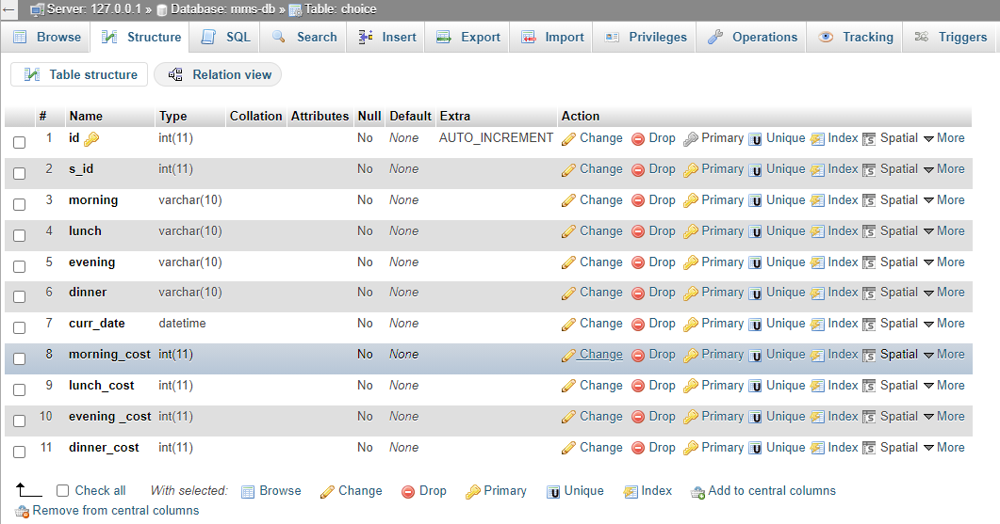 Server: 127.0.0.1 » Database: mms-db » Table: choice
Browse Structure SQL Search Insert Export Import Privileges Operations Tracking Triggers
Table structure Relation view
# Name Type Collation Attributes Null Default Extra Action
1 id int(11) No None AUTO_INCREMENT Change Drop Primary Unique Index Spatial More
2 s_id int(11) No None Change Drop Primary Unique Index Spatial More
3 morning varchar(10) No None Change Drop Primary Unique Index Spatial More
4 lunch varchar(10) No None Change Drop Primary Unique Index Spatial More
5 evening varchar(10) No None Change Drop Primary Unique Index Spatial More
6 dinner varchar(10) No None Change Drop Primary Unique Index Spatial More
7 curr_date datetime No None Change Drop Primary Unique Index Spatial More
8 morning_cost int(11) No None Change Drop Primary Unique Index Spatial More
9 lunch_cost int(11) No None Change Drop Primary Unique Index Spatial More
10 evening _cost int(11) No None Change Drop Primary Unique Index Spatial More
11 dinner_cost int(11) No None Change Drop Primary Unique Index Spatial More
Check all With selected: Browse Change Drop Primary Unique Index Add to central columns
Remove from central columns